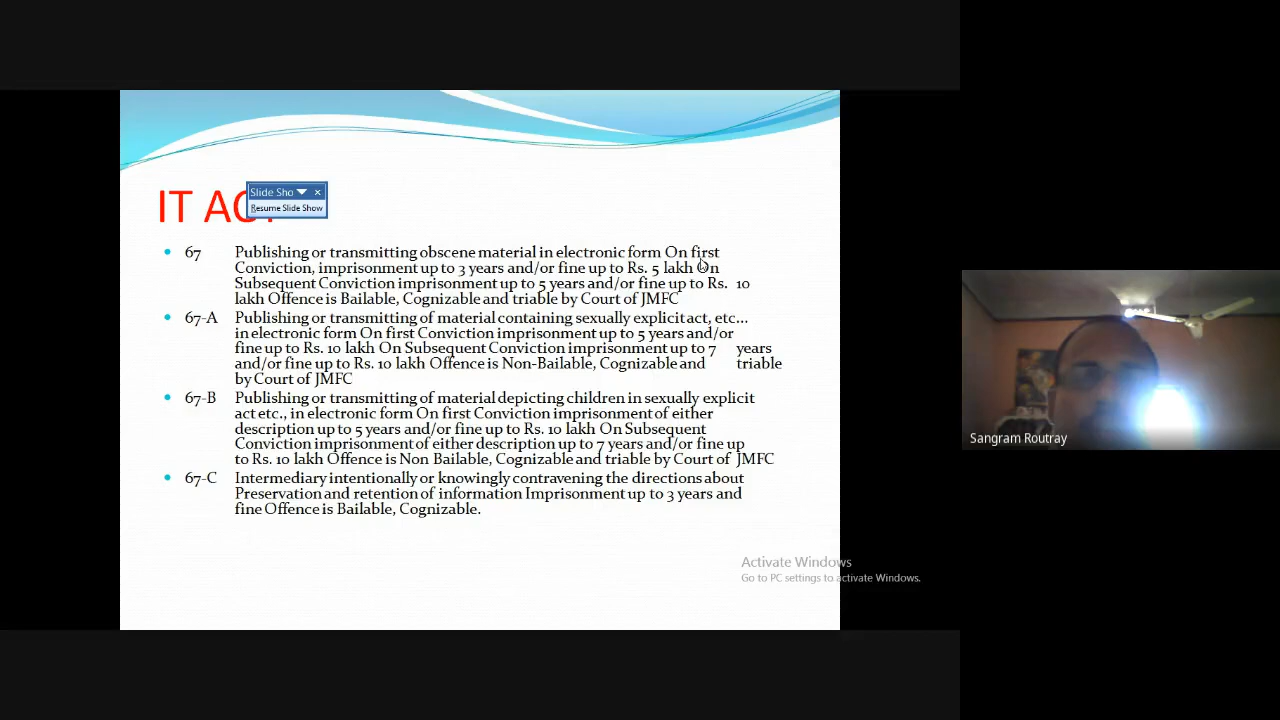 IT AC
Slide Sho
Resume Slide Show
67 Publishing or transmitting obscene material in electronic form On first
Conviction, imprisonment up to 3 years and/or fine up to Rs. 5 lakh On
Subsequent Conviction imprisonment up to 5 years and/or fine up to Rs. 10
lakh Offence is Bailable, Cognizable and triable by Court of JMFC
67-A Publishing or transmitting of material containing sexually explicit act, etc...
in electronic form On first Conviction imprisonment up to 5 years and/or
fine up to Rs. 10 lakh On Subsequent Conviction imprisonment up to 7 years
and/or fine up to Rs. 10 lakh Offence is Non-Bailable, Cognizable and triable
by Court of JMFC
67-B Publishing or transmitting of material depicting children in sexually explicit
act etc., in electronic form On first Conviction imprisonment of either
description up to 5 years and/or fine up to Rs. 10 lakh On Subsequent
Conviction imprisonment of either description up to 7 years and/or fine up
to Rs. 10 lakh Offence is Non Bailable, Cognizable and triable by Court of JMFC
67-C Intermediary intentionally or knowingly contravening the directions about
Preservation and retention of information Imprisonment up to 3 years and
fine Offence is Bailable, Cognizable.
Activate Windows
Go to PC settings to activate Windows.
Sangram Routray